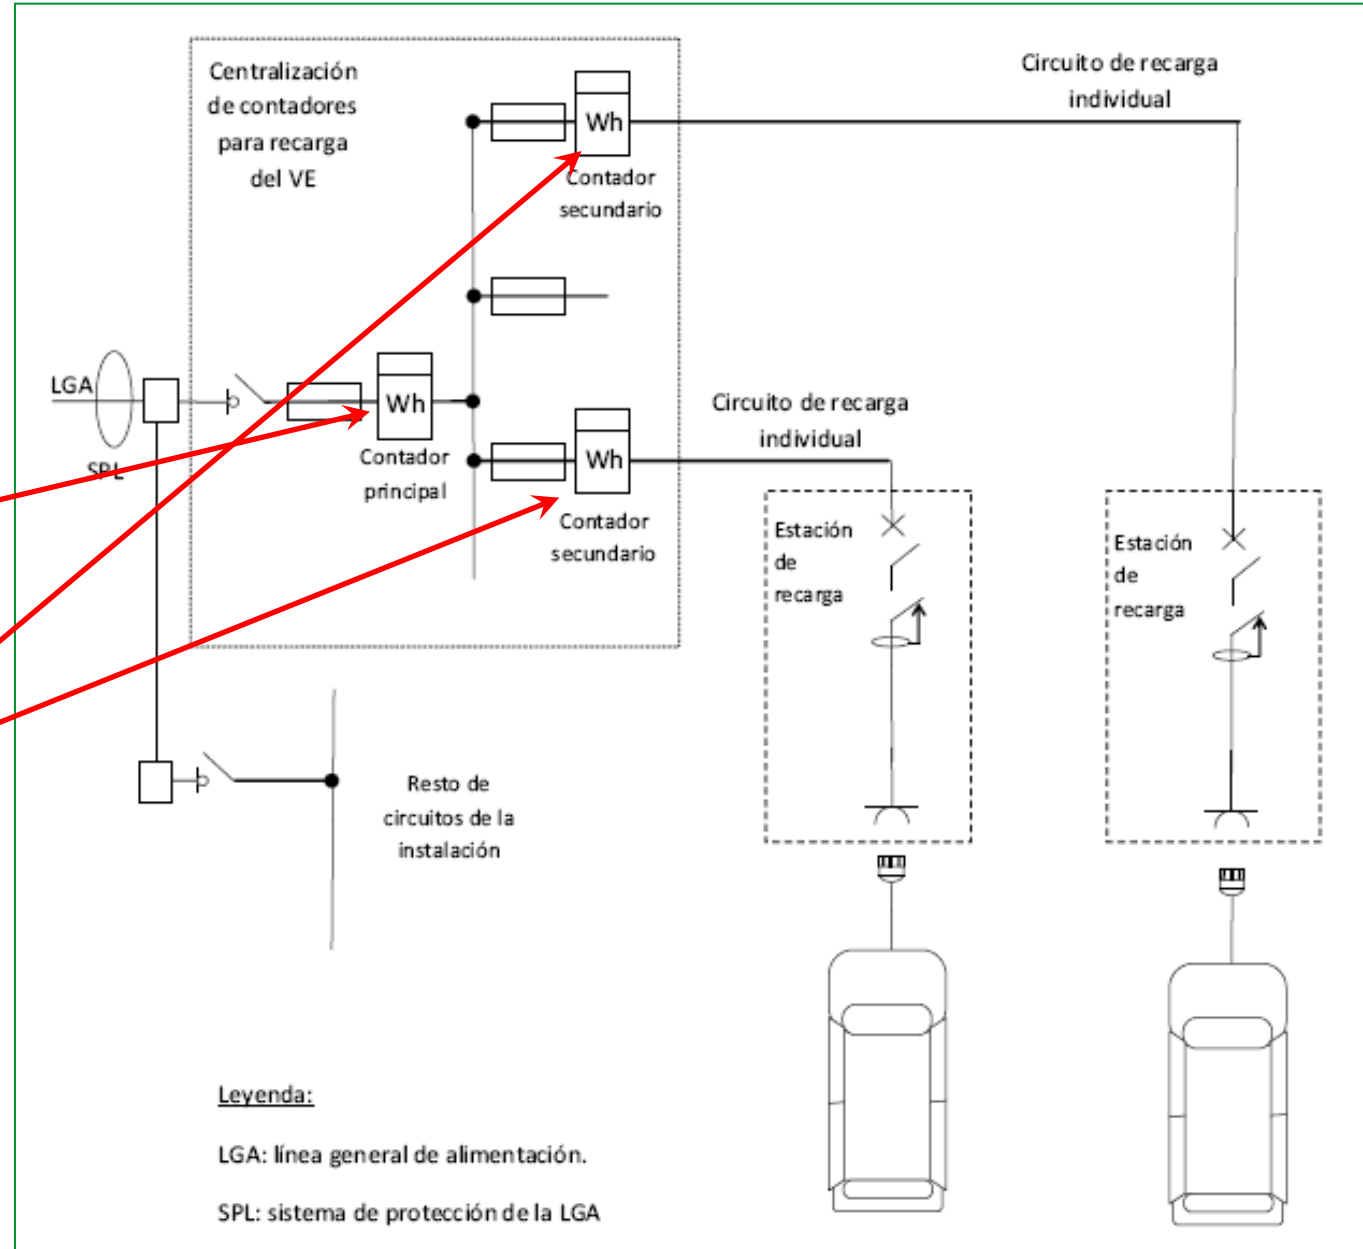 Centralización
de contadores
para recarga
del VE
Wh
Contador
secundario
Circuito de recarga
individual
LGA
SPL
Wh
Contador
principal
Wh
Contador
secundario
Circuito de recarga
individual
Estación
de
recarga
Estación
de
recarga
Resto de
circuitos de la
instalación
Leyenda:
LGA: línea general de alimentación.
SPL: sistema de protección de la LGA